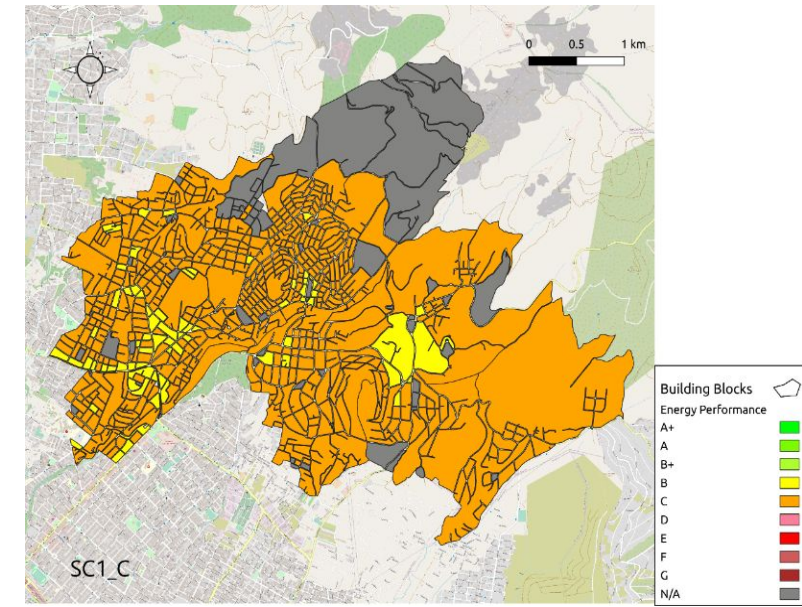 0 0.5 1 km
Building Blocks
Energy Performance
A+
A
B+
B
C
D
E
F
G
N/A
SC1_C